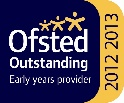 Ofsted
Outstanding
Early years provider
2012 2013